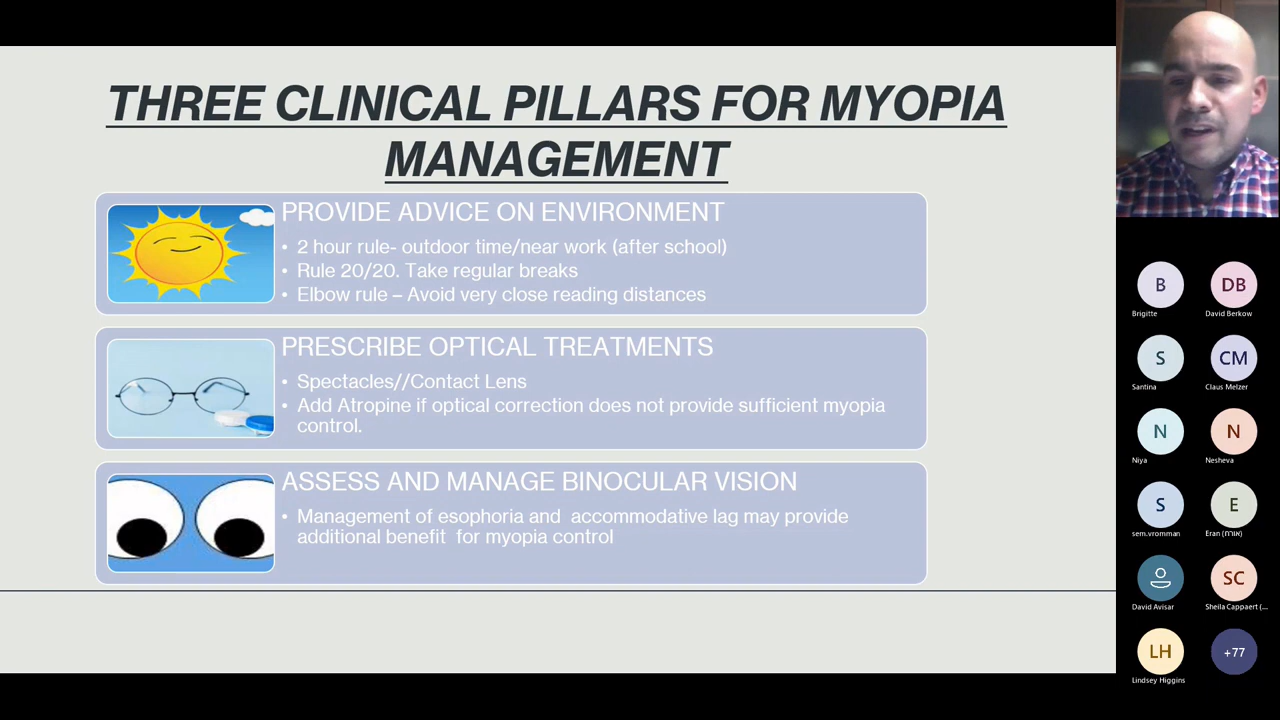 THREE CLINICAL PILLARS FOR MYOPIA
MANAGEMENT
PROVIDE ADVICE ON ENVIRONMENT
• 2 hour rule- outdoor time/near work (after school)
• Rule 20/20. Take regular breaks
• Elbow rule – Avoid very close reading distances
PRESCRIBE OPTICAL TREATMENTS
• Spectacles//Contact Lens
• Add Atropine if optical correction does not provide sufficient myopia
control.
ASSESS AND MANAGE BINOCULAR VISION
• Management of esophoria and  accommodative lag may provide
additional benefit  for myopia control
B
DB
Brigitte
David Berkow
S
CM
Santina
Claus Melzer
N
N
Niya
Nesheva
S
E
sem.vromman
Eran (אורח)
SC
David Avisar
Sheila Cappaert (...
LH
+77
Lindsey Higgins